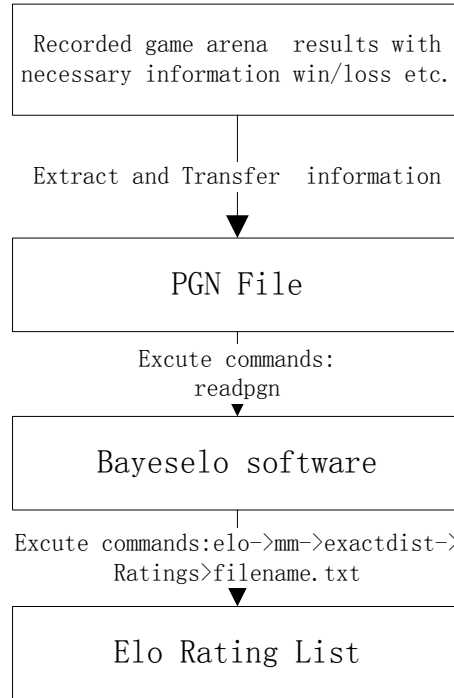 Recorded game arena results with
necessary information win/loss etc.
Extract and Transfer information
PGN File
Excute commands:
readpgn
Bayeselo software
Excute commands:elo->mm->exactdist->
Ratings>filename.txt
Elo Rating List